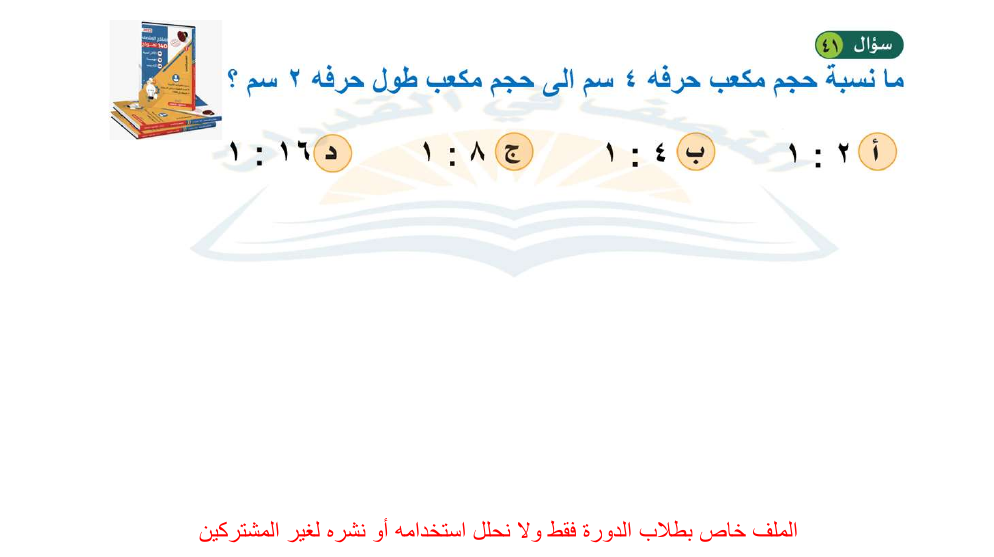 سؤال ٤١
ما نسبة حجم مكعب حرفه ٤ سم الى حجم مكعب طول حرفه ٢ سم ؟
أ ٢ : ١ ب ٤ : ١ ج ٨ : ١ د ١٦ : ١
الملف خاص بطلاب الدورة فقط ولا نحلل استخدامه أو نشره لغير المشتركين